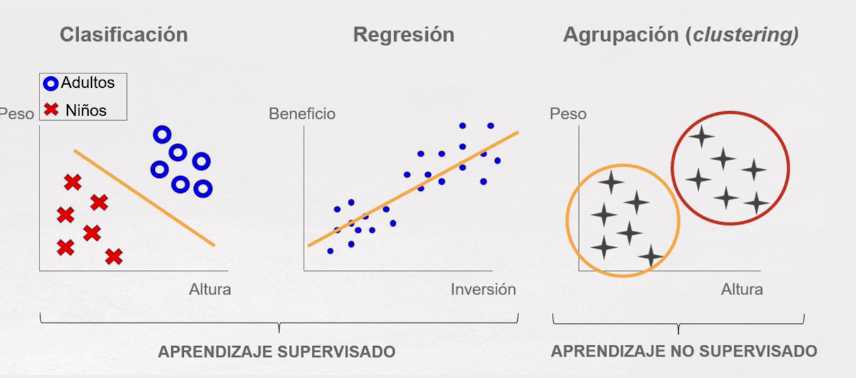 Clasificación
Adultos
Niños
Peso
Altura
Regresión
Beneficio
Inversión
Agrupación (clustering)
Peso
Altura
APRENDIZAJE SUPERVISADO
APRENDIZAJE NO SUPERVISADO